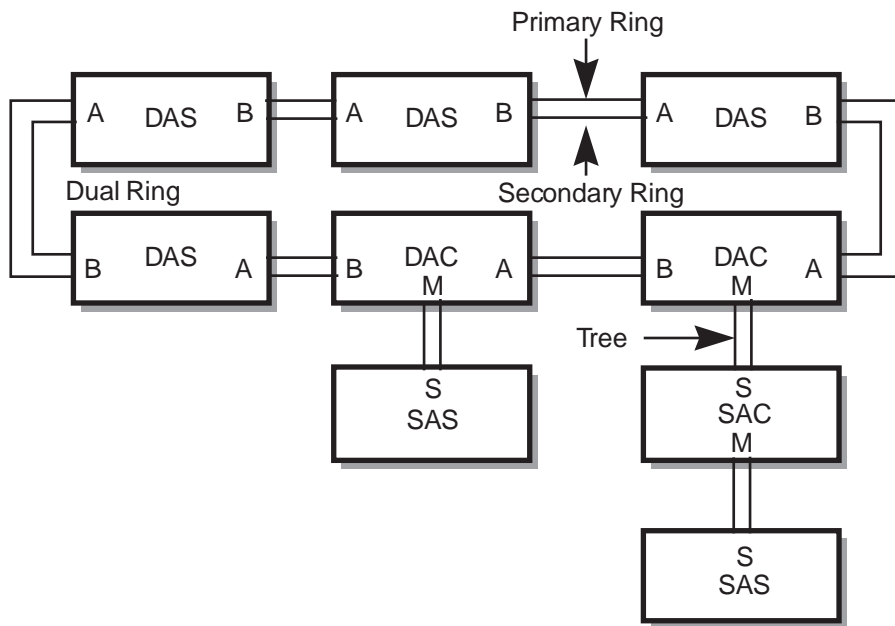 Primary Ring
A DAS B A DAS B A DAS B
Dual Ring Secondary Ring
B DAS A B DAC A B DAC A
M M
Tree
S S
SAS SAC
M
S
SAS